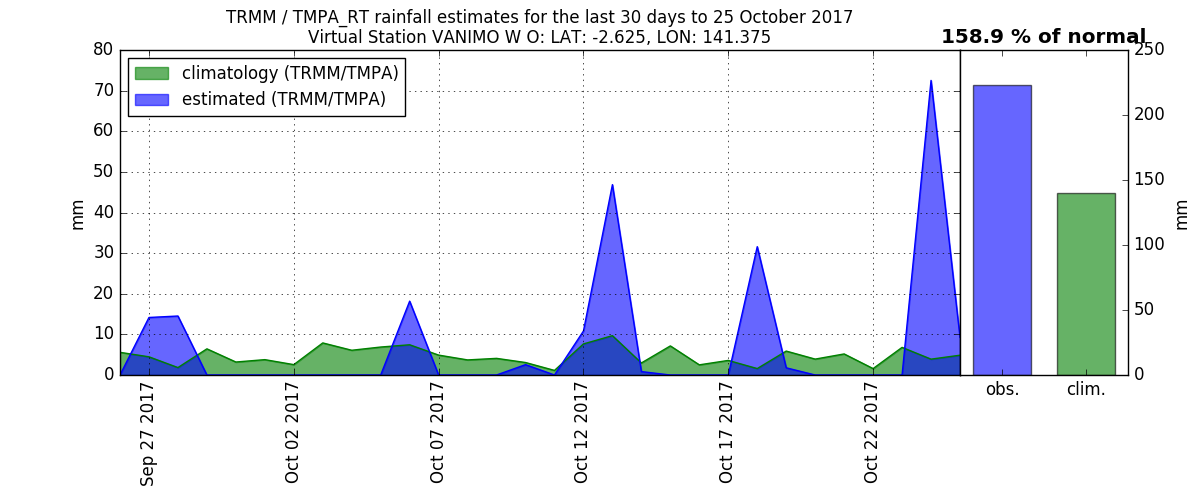 TRMM / TMPA_RT rainfall estimates for the last 30 days to 25 October 2017
Virtual Station VANIMO W O: LAT: -2.625, LON: 141.375
158.9 % of normal
climatology (TRMM/TMPA)
estimated (TRMM/TMPA)
80
70
60
50
40
30
20
10
0
mm
Sep 27 2017
Oct 02 2017
Oct 07 2017
Oct 12 2017
Oct 17 2017
Oct 22 2017
obs.
clim.
250
200
150
100
50
0
mm